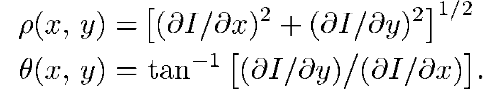 ρ(x, y) = [(∂I/∂x)² + (∂I/∂y)²]^{1/2}
θ(x, y) = tan⁻¹ [(∂I/∂y)/(∂I/∂x)].